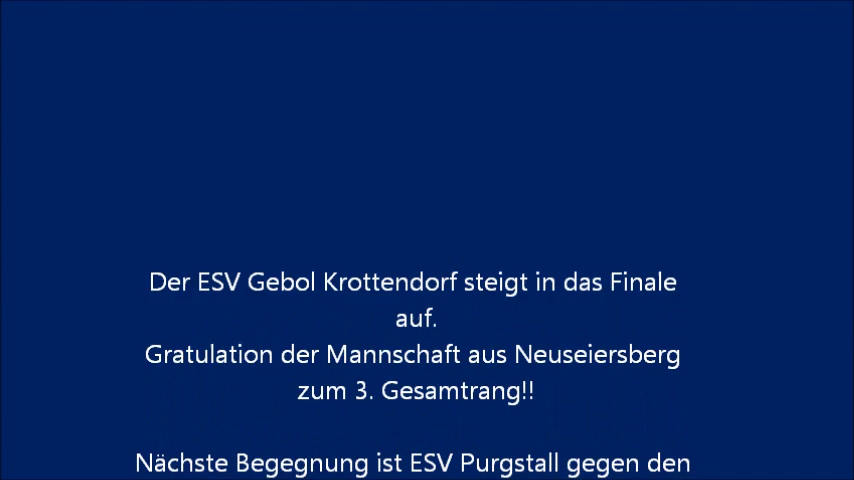 Der ESV Gebol Krottendorf steigt in das Finale
auf.
Gratulation der Mannschaft aus Neuseiersberg
zum 3. Gesamtrang!!
Nächste Begegnung ist ESV Purgstall gegen den